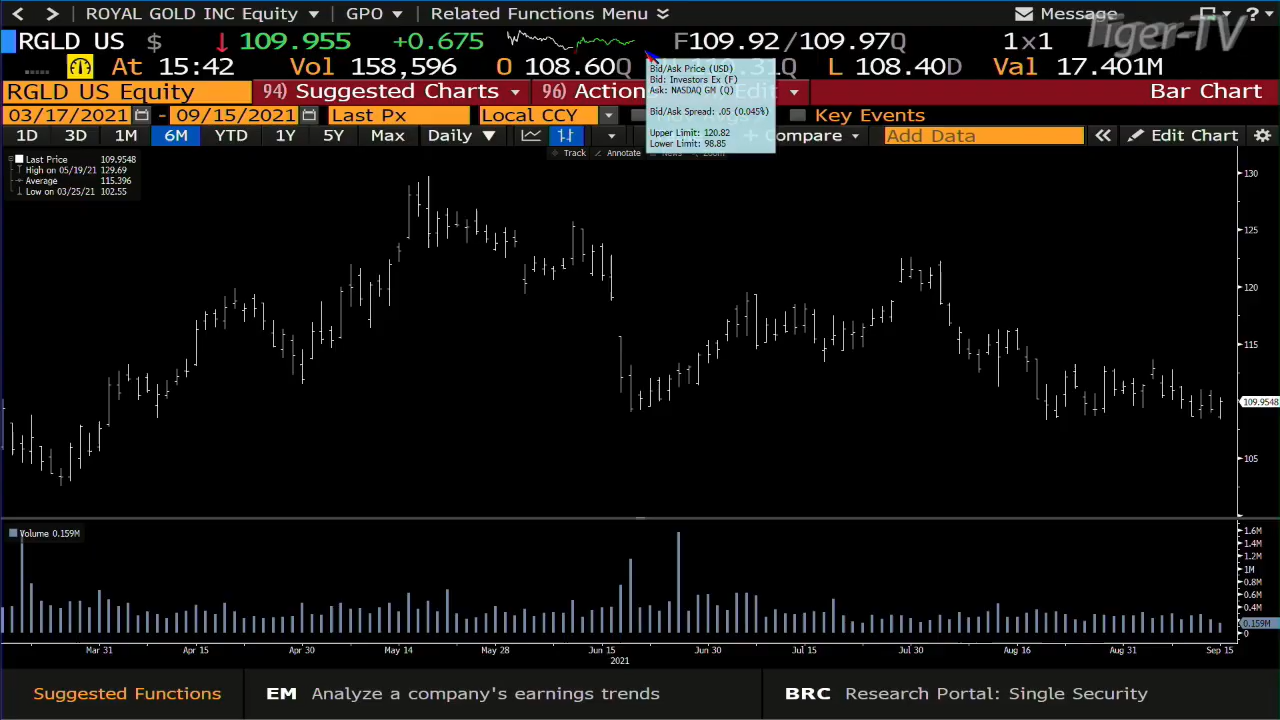 < > ROYAL GOLD INC Equity GPO Related Functions Menu Message ?
Tiger-TV
RGLD US $ ↓ 109.955 +0.675 F109.92 /109.97Q 1×1
At 15:42 Vol 158,596 O 108.60Q L 108.40D Val 17.401M
RGLD US Equity 94) Suggested Charts 96) Edit Bar Chart
03/17/2021 - 09/15/2021 Last Px Local CCY Key Events
1D 3D 1M 6M YTD 1Y 5Y Max Daily ▼ Compare Add Data « Edit Chart
Bid/Ask Price (USD)
Bid: Investors Ex (F)
Ask: NASDAQ GM (Q)
Bid/Ask Spread: .05 (0.045%)
Upper Limit: 120.82
Lower Limit: 98.85
Track Annotate News Zoom
Last Price 109.9548
High on 05/19/21 129.69
Average 115.396
Low on 03/25/21 102.55
130
125
120
115
109.9548
105
Volume 0.159M
1.6M
1.4M
1.2M
1M
0.8M
0.6M
0.4M
0.159M
0
Mar 31 Apr 15 Apr 30 May 14 May 28 Jun 15 Jun 30 Jul 15 Jul 30 Aug 16 Aug 31 Sep 15
2021
Suggested Functions EM Analyze a company's earnings trends BRC Research Portal: Single Security